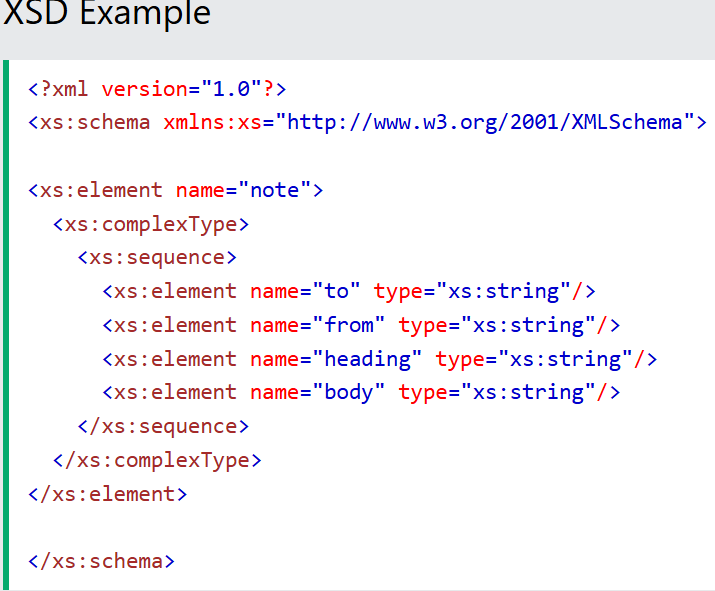 XSD Example
<?xml version="1.0"?>
<xs:schema xmlns:xs="http://www.w3.org/2001/XMLSchema">
<xs:element name="note">
<xs:complexType>
<xs:sequence>
<xs:element name="to" type="xs:string"/>
<xs:element name="from" type="xs:string"/>
<xs:element name="heading" type="xs:string"/>
<xs:element name="body" type="xs:string"/>
</xs:sequence>
</xs:complexType>
</xs:element>
</xs:schema>